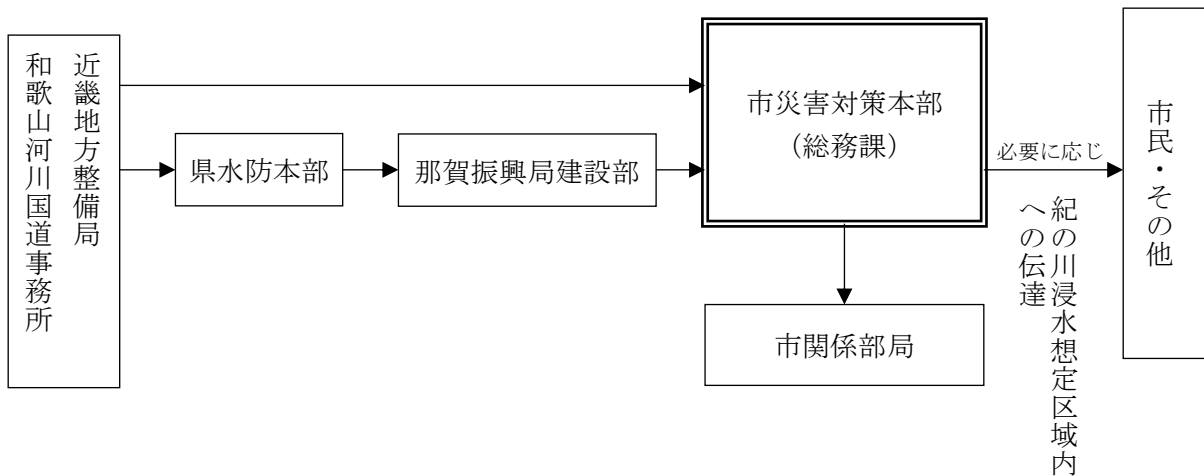 近畿地方整備局
和歌山河川国道事務所
県水防本部
那賀振興局建設部
市災害対策本部
（総務課）
市関係部局
必要に応じ
紀の川浸水想定区域内
への伝達
市民・その他